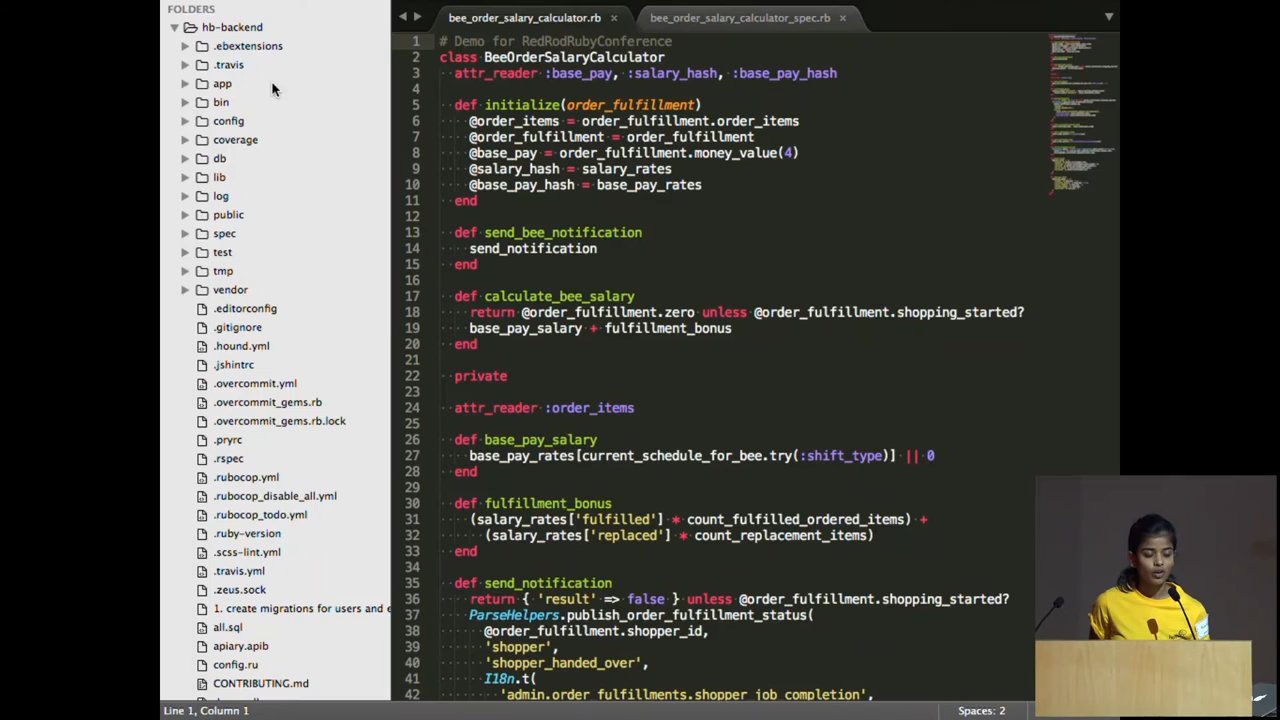 FOLDERS
hb-backend
.ebextensions
.travis
app
bin
config
coverage
db
lib
log
public
spec
test
tmp
vendor
.editorconfig
.gitignore
.hound.yml
.jshintrc
.overcommit.yml
.overcommit_gems.rb
.overcommit_gems.rb.lock
.pryrc
.rspec
.rubocop.yml
.rubocop_disable_all.yml
.rubocop_todo.yml
.ruby-version
.scss-lint.yml
.travis.yml
.zeus.sock
1. create migrations for users and e
all.sql
apiary.apib
config.ru
CONTRIBUTING.md
bee_order_salary_calculator.rb
bee_order_salary_calculator_spec.rb
1 # Demo for RedRodRubyConference
2 class BeeOrderSalaryCalculator
3 attr_reader :base_pay, :salary_hash, :base_pay_hash
4
5 def initialize(order_fulfillment)
6 @order_items = order_fulfillment.order_items
7 @order_fulfillment = order_fulfillment
8 @base_pay = order_fulfillment.money_value(4)
9 @salary_hash = salary_rates
10 @base_pay_hash = base_pay_rates
11 end
12
13 def send_bee_notification
14 send_notification
15 end
16
17 def calculate_bee_salary
18 return @order_fulfillment.zero unless @order_fulfillment.shopping_started?
19 base_pay_salary + fulfillment_bonus
20 end
21
22 private
23
24 attr_reader :order_items
25
26 def base_pay_salary
27 base_pay_rates[current_schedule_for_bee.try(:shift_type)] || 0
28 end
29
30 def fulfillment_bonus
31 (salary_rates['fulfilled'] * count_fulfilled_ordered_items) +
32 (salary_rates['replaced'] * count_replacement_items)
33 end
34
35 def send_notification
36 return { 'result' => false } unless @order_fulfillment.shopping_started?
37 ParseHelpers.publish_order_fulfillment_status(
38 @order_fulfillment.shopper_id,
39 'shopper',
40 'shopper_handed_over',
41 I18n.t(
42 'admin.order_fulfillments.shopper_job_completion',
Line 1, Column 1
Spaces: 2